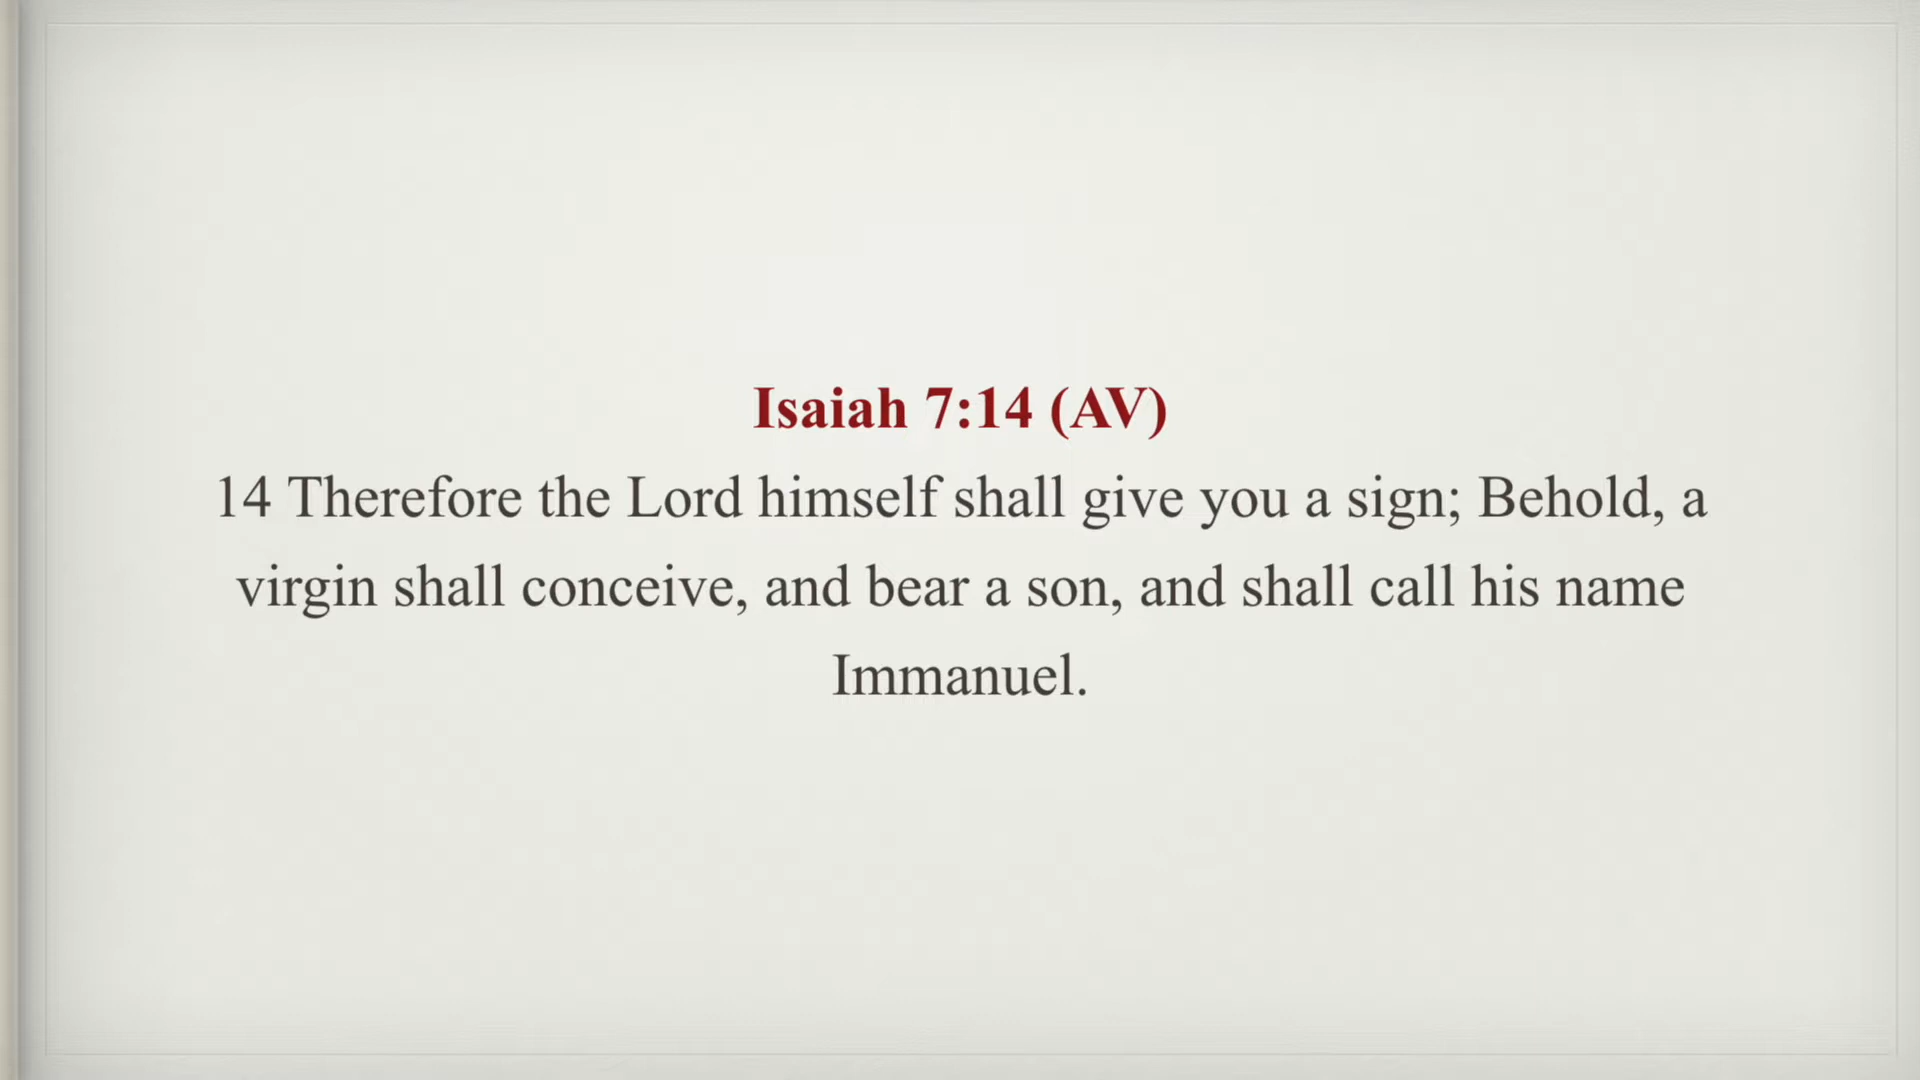 Isaiah 7:14 (AV)
14 Therefore the Lord himself shall give you a sign; Behold, a
virgin shall conceive, and bear a son, and shall call his name
Immanuel.